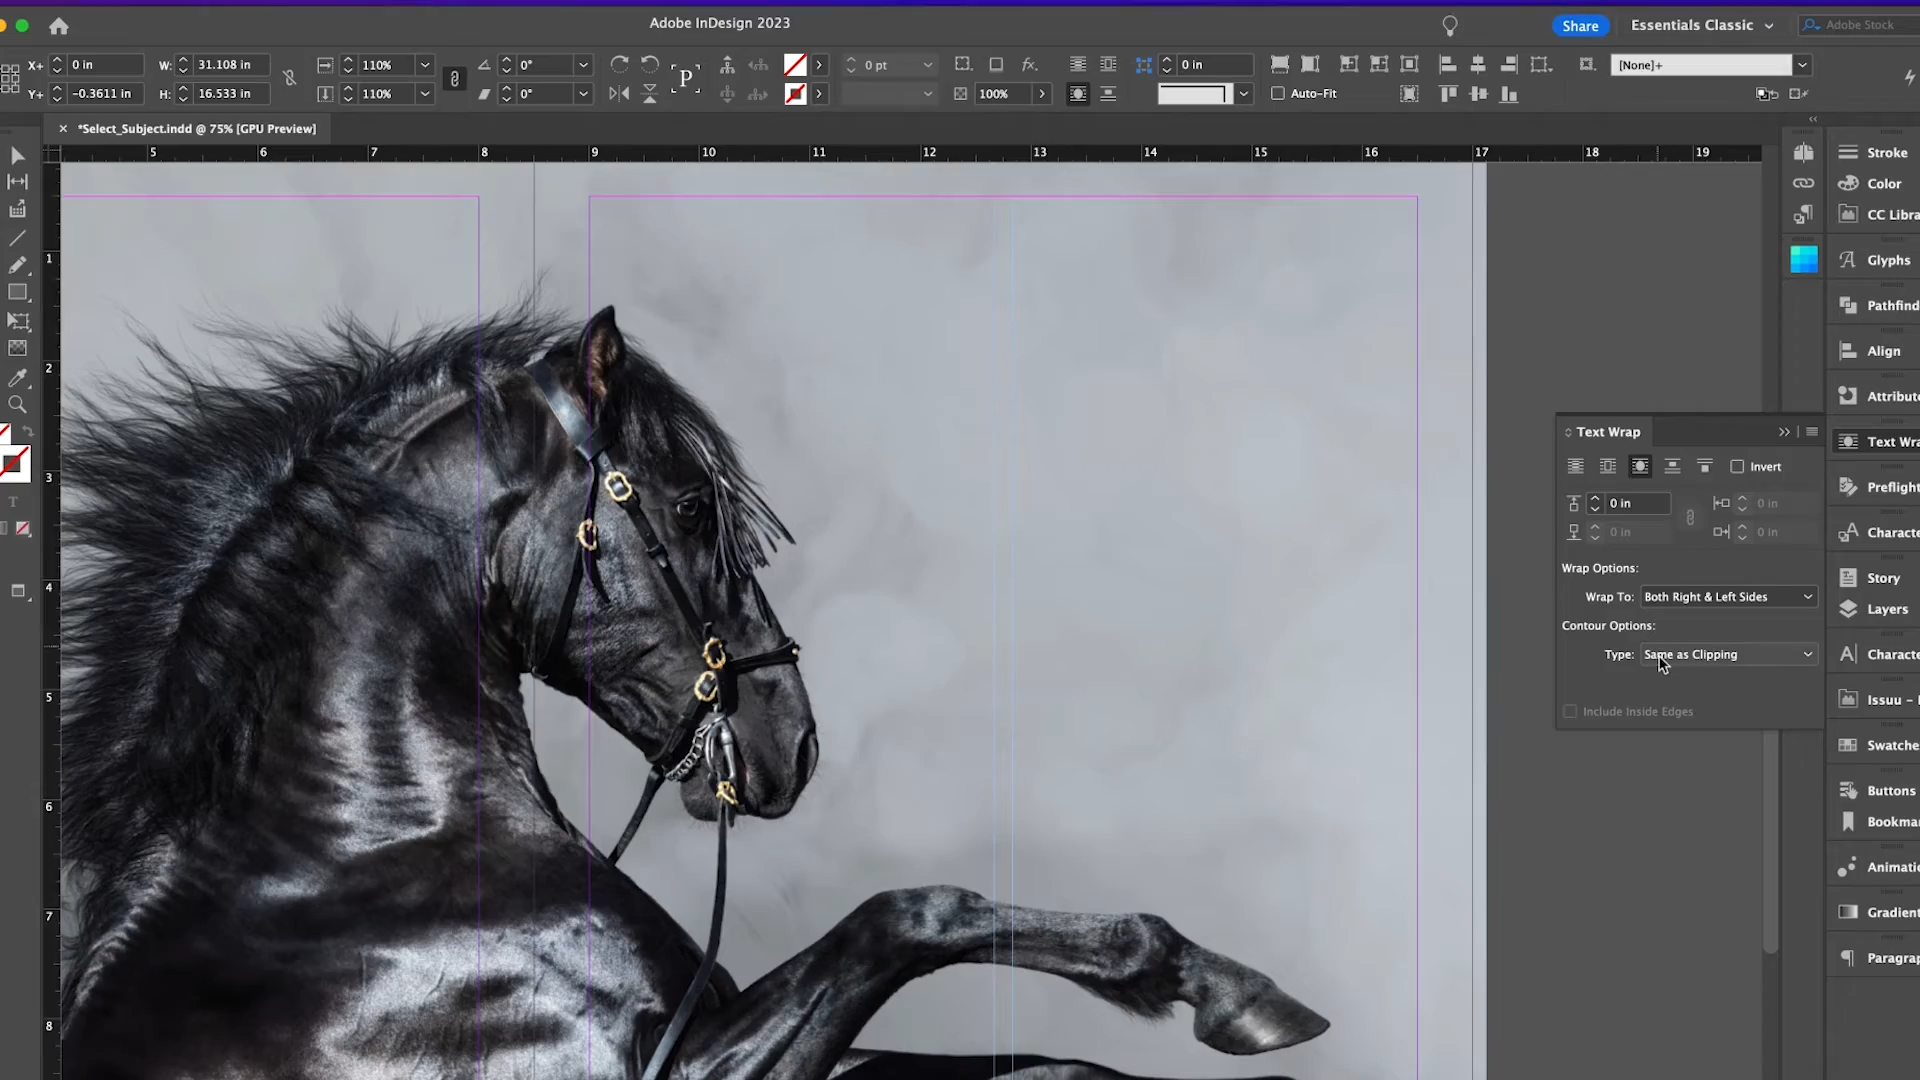 Adobe InDesign 2023
Share
Essentials Classic
Adobe Stock
X+ 0 in W: 31.108 in 110% 0° 0 pt 0 in [None]+
Y+ -0.3611 in H: 16.533 in 110% 0° P fx. 100% Auto-Fit
× *Select_Subject.indd @ 75% [GPU Preview]
5 6 7 8 9 10 11 12 13 14 15 16 17 18 19
1
2
3
4
5
6
7
8
T
Text Wrap
Invert
0 in 0 in
0 in 0 in
Wrap Options:
Wrap To: Both Right & Left Sides
Contour Options:
Type: Same as Clipping
Include Inside Edges
Stroke
Color
CC Libra
Glyphs
Pathfind
Align
Attribute
Text Wra
Preflight
Characte
Story
Layers
Characte
Issuu – I
Swatche
Buttons
Bookmar
Animatio
Gradient
Paragrap